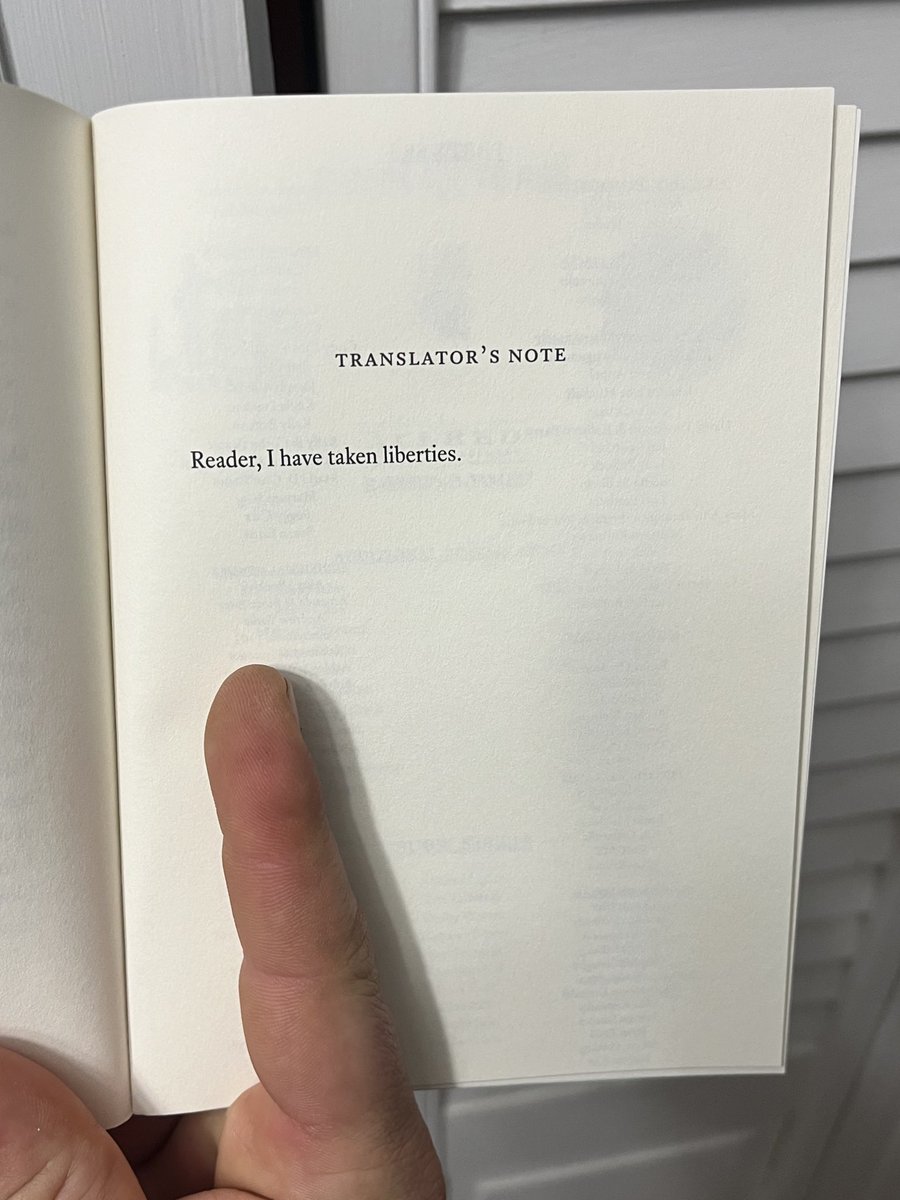 TRANSLATOR’S NOTE
Reader, I have taken liberties.